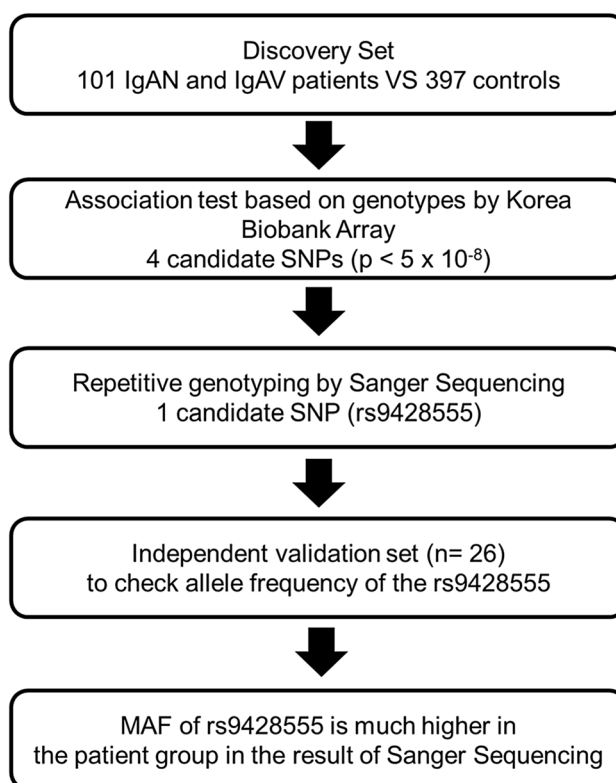 Discovery Set
101 IgAN and IgAV patients VS 397 controls
Association test based on genotypes by Korea
Biobank Array
4 candidate SNPs (p < 5 x 10⁻⁸)
Repetitive genotyping by Sanger Sequencing
1 candidate SNP (rs9428555)
Independent validation set (n= 26)
to check allele frequency of the rs9428555
MAF of rs9428555 is much higher in
the patient group in the result of Sanger Sequencing